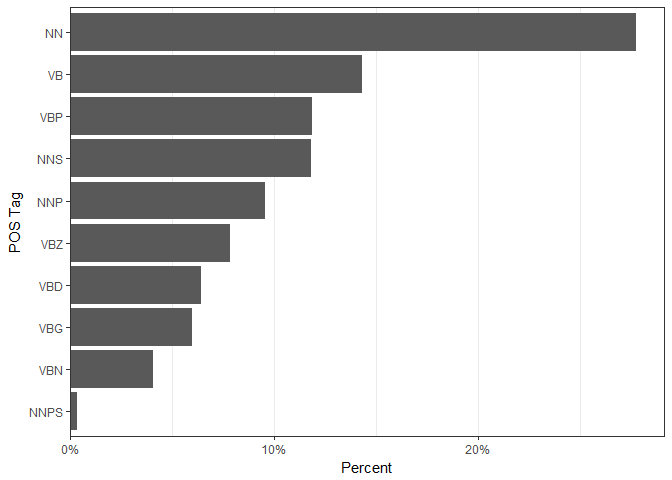 POS Tag
NN
VB
VBP
NNS
NNP
VBZ
VBD
VBG
VBN
NNPS
0% 10% 20%
Percent